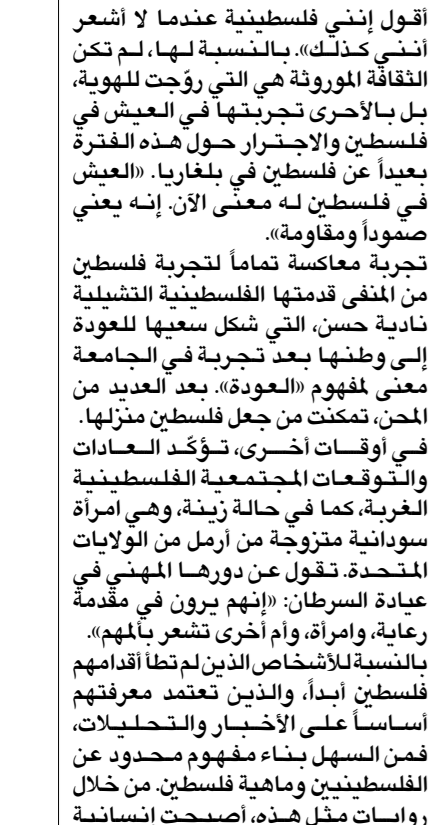 أقول إنني فلسطينية عندما لا أشعر
أنني كذلك». بالنسبة لها، لم تكن
الثقافة الموروثة هي التي روّجت للهوية،
بل بالأحرى تجربتها في العيش في
فلسطين والاجترار حول هذه الفترة
بعيداً عن فلسطين في بلغاريا. «العيش
في فلسطين له معنى الآن. إنه يعني
صموداً ومقاومة».
تجربة معاكسة تماماً لتجربة فلسطين
من المنفى قدمتها الفلسطينية التشيلية
نادية حسن، التي شكل سعيها للعودة
إلى وطنها بعد تجربة في الجامعة
معنى لمفهوم «العودة». بعد العديد من
المحن، تمكنت من جعل فلسطين منزلها.
في أوقات أخرى، تؤكّد العادات
والتوقعات المجتمعية الفلسطينية
الغربة، كما في حالة زينة، وهي امرأة
سودانية متزوجة من أرمل من الولايات
المتحدة. تقول عن دورها المهني في
عيادة السرطان: «إنهم يرون في مقدمة
رعاية، وامرأة، وأم أخرى تشعر بألمهم».
بالنسبة للأشخاص الذين لم تطأ أقدامهم
فلسطين أبداً، والذين تعتمد معرفتهم
أساساً على الأخبار والتحليلات،
فمن السهل بناء مفهوم محدود عن
الفلسطينيين وماهية فلسطين. من خلال
روايات مثل هذه، أصبحت إنسانية